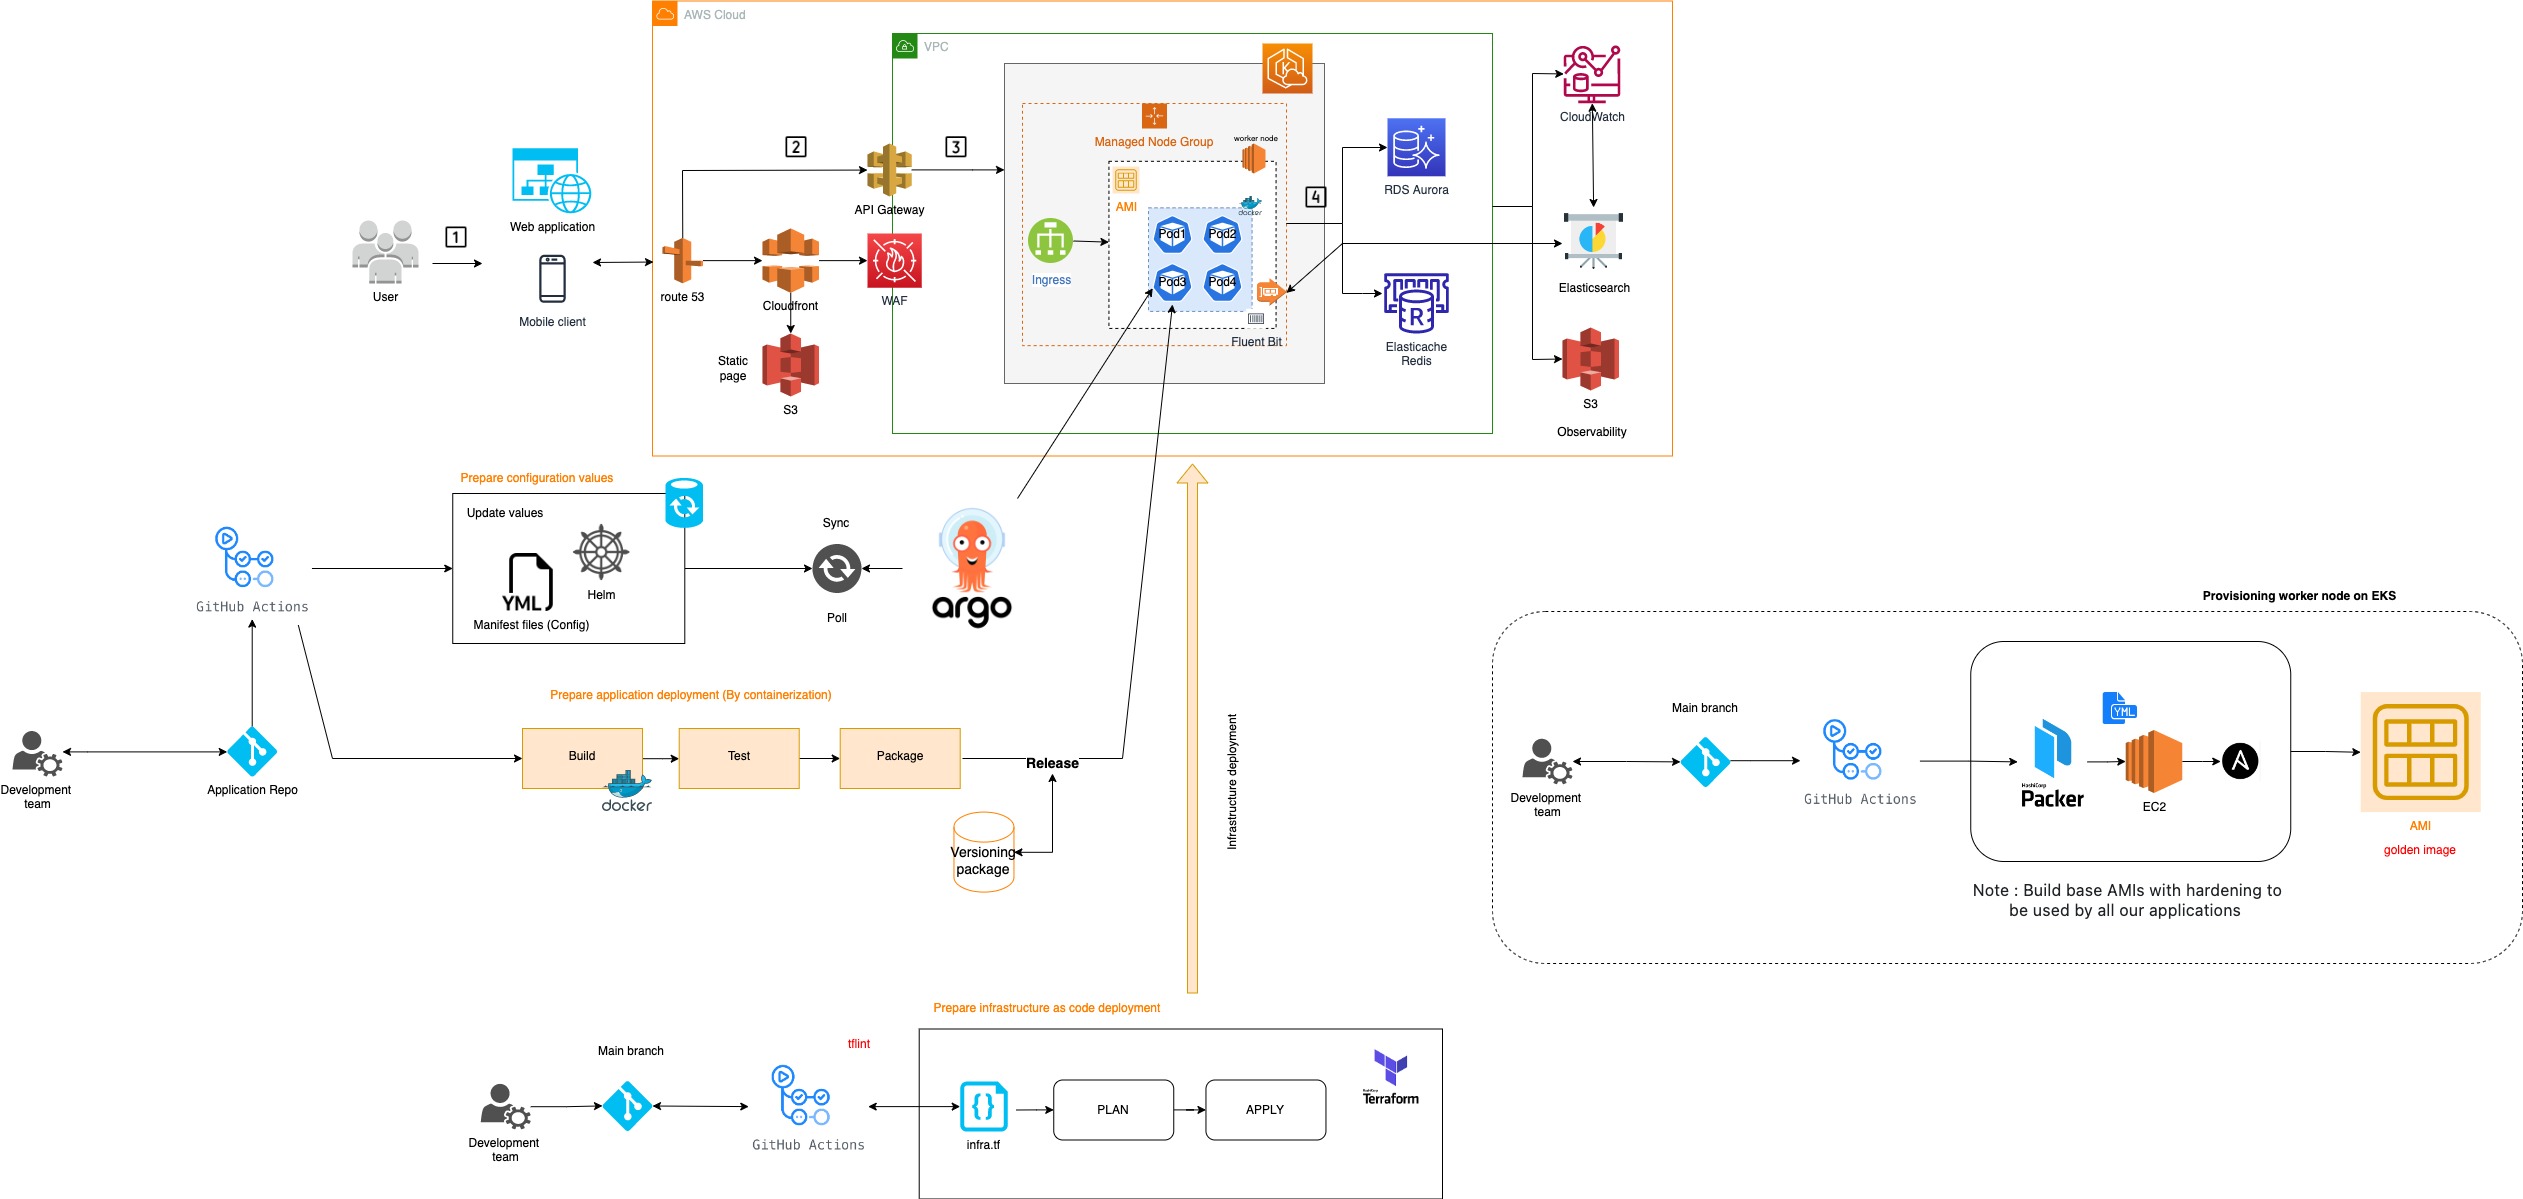 AWS Cloud
VPC
Managed Node Group
worker node
AMI
docker
Pod1
Pod2
Pod3
Pod4
Ingress
Fluent Bit
1
2
3
4
User
Web application
Mobile client
route 53
API Gateway
Cloudfront
WAF
Static
page
S3
RDS Aurora
R
Elasticache
Redis
CloudWatch
Elasticsearch
S3
Observability
Prepare configuration values
Update values
YML
Helm
Manifest files (Config)
Sync
Poll
argo
GitHub Actions
Prepare application deployment (By containerization)
Development
team
Application Repo
Build
docker
Test
Package
Release
Versioning
package
Infrastructure deployment
Provisioning worker node on EKS
Main branch
Development
team
GitHub Actions
HashiCorp
Packer
YML
EC2
A
AMI
golden image
Note : Build base AMIs with hardening to
be used by all our applications
Prepare infrastructure as code deployment
Main branch
tflint
Development
team
GitHub Actions
{}
infra.tf
PLAN
APPLY
HashiCorp
Terraform